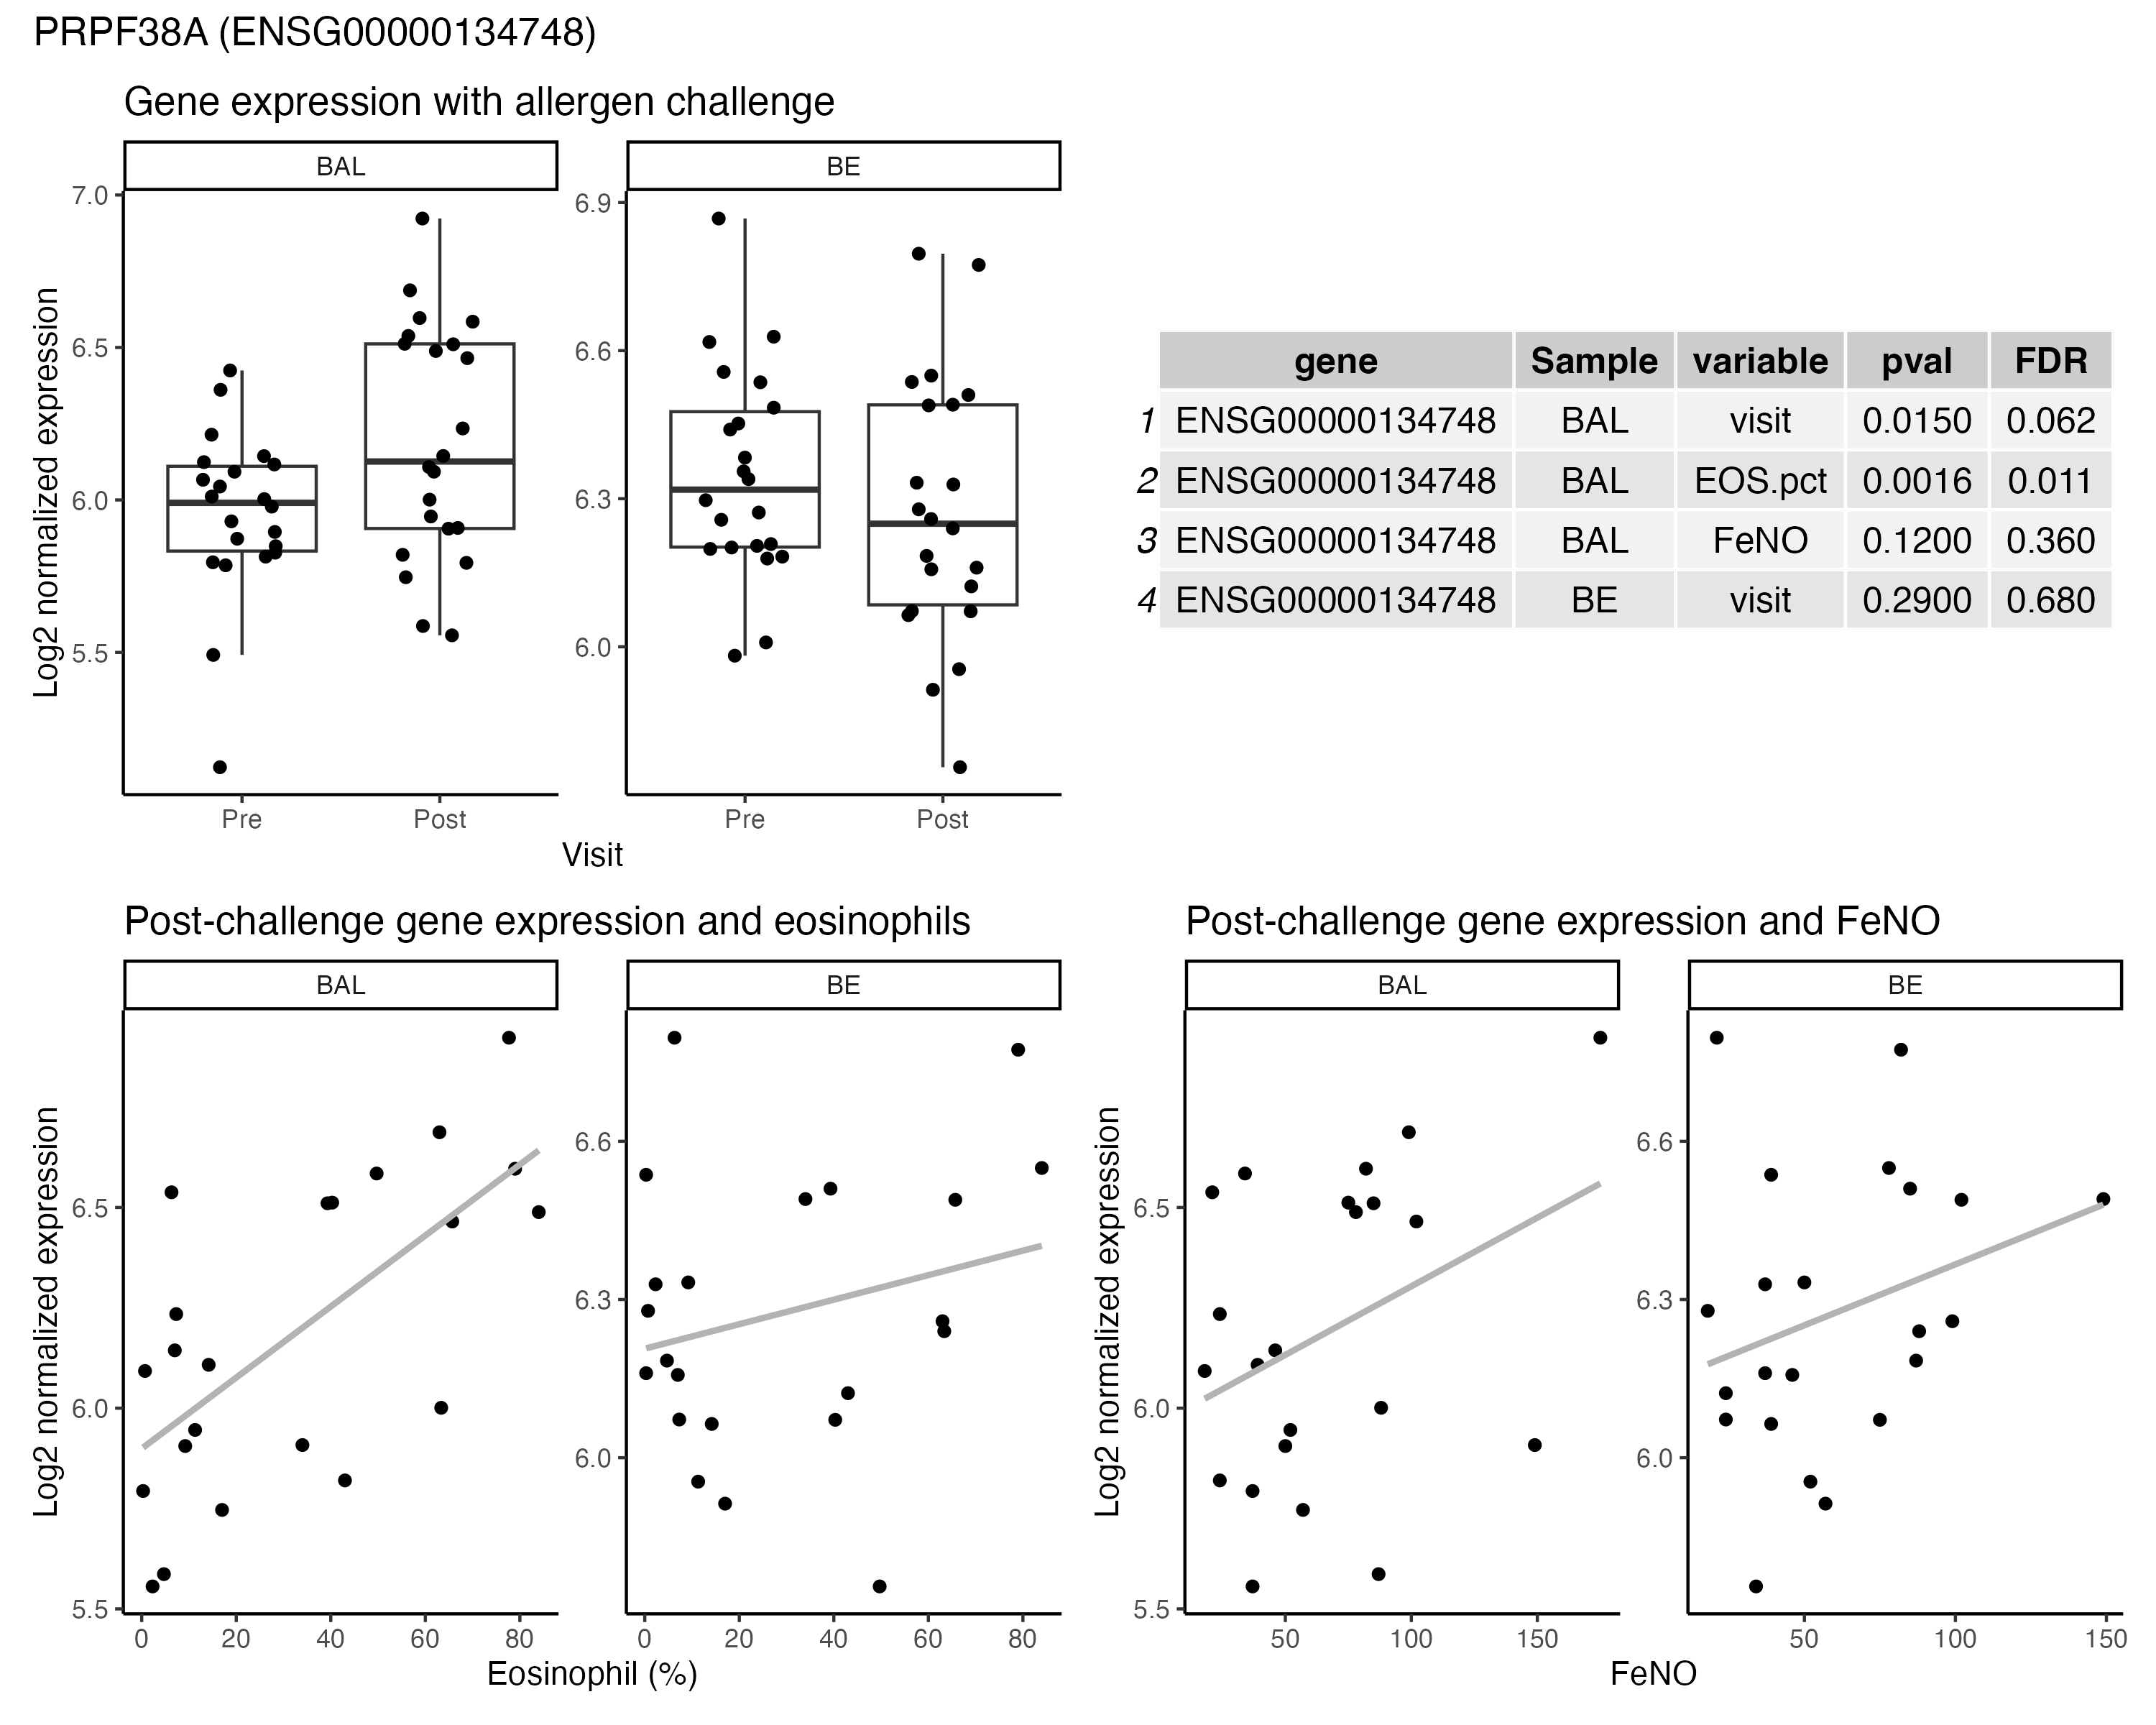 PRPF38A (ENSG00000134748)
Gene expression with allergen challenge
BAL
BE
Log2 normalized expression
7.0
6.5
6.0
5.5
6.9
6.6
6.3
6.0
Pre Post
Pre Post
Visit
gene Sample variable pval FDR
1 ENSG00000134748 BAL visit 0.0150 0.062
2 ENSG00000134748 BAL EOS.pct 0.0016 0.011
3 ENSG00000134748 BAL FeNO 0.1200 0.360
4 ENSG00000134748 BE visit 0.2900 0.680
Post-challenge gene expression and eosinophils
BAL
BE
Log2 normalized expression
6.5
6.0
5.5
6.6
6.3
6.0
0 20 40 60 80
0 20 40 60 80
Eosinophil (%)
Post-challenge gene expression and FeNO
BAL
BE
Log2 normalized expression
6.5
6.0
5.5
6.6
6.3
6.0
50 100 150
50 100 150
FeNO